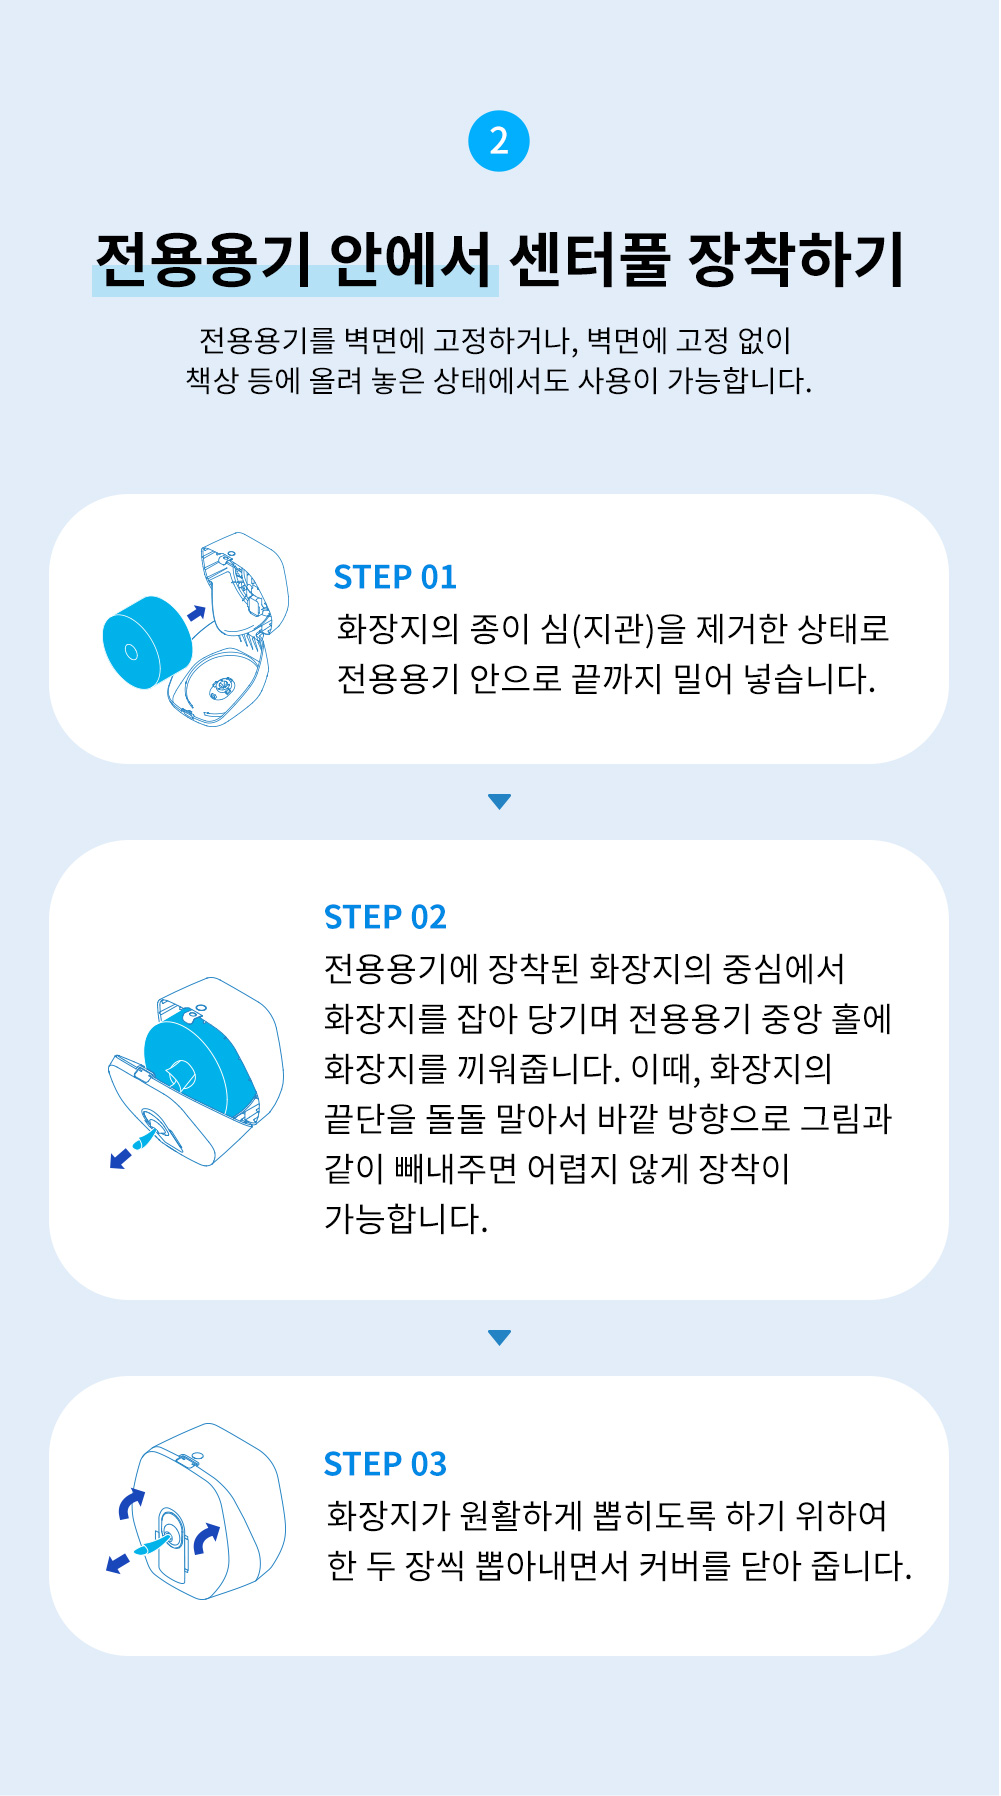 2
전용용기 안에서 센터풀 장착하기
전용용기를 벽면에 고정하거나, 벽면에 고정 없이
책상 등에 올려 놓은 상태에서도 사용이 가능합니다.
STEP 01
화장지의 종이 심(지관)을 제거한 상태로
전용용기 안으로 끝까지 밀어 넣습니다.
STEP 02
전용용기에 장착된 화장지의 중심에서
화장지를 잡아 당기며 전용용기 중앙 홀에
화장지를 끼워줍니다. 이때, 화장지의
끝단을 돌돌 말아서 바깥 방향으로 그림과
같이 빼내주면 어렵지 않게 장착이
가능합니다.
STEP 03
화장지가 원활하게 뽑히도록 하기 위하여
한 두 장씩 뽑아내면서 커버를 닫아 줍니다.